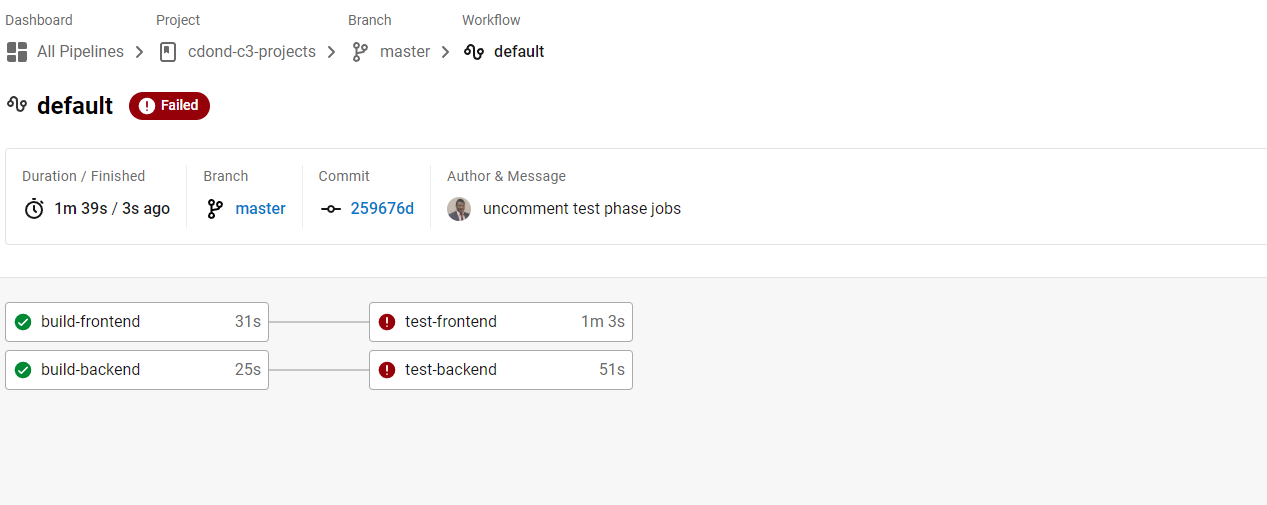 Dashboard Project Branch Workflow
All Pipelines cdond-c3-projects master default
default Failed
Duration / Finished Branch Commit Author & Message
1m 39s / 3s ago master 259676d uncomment test phase jobs
build-frontend 31s test-frontend 1m 3s
build-backend 25s test-backend 51s